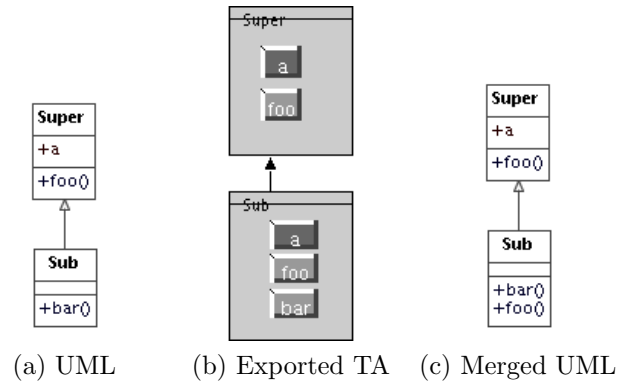 Super
+a
+foo()
Sub
+bar()
Super
a
foo
Sub
a
foo
bar
Super
+a
+foo()
Sub
+bar()
+foo()
(a) UML
(b) Exported TA
(c) Merged UML